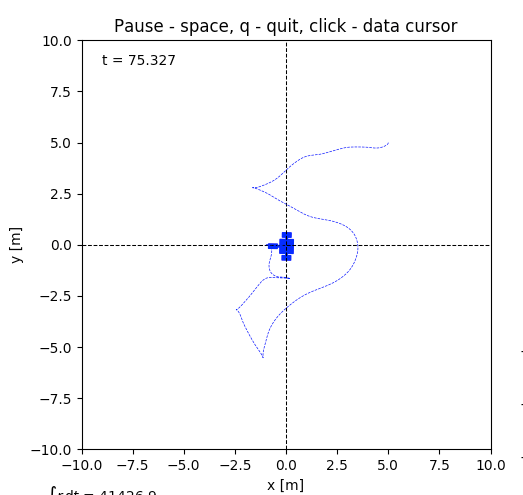 Pause - space, q - quit, click - data cursor
t = 75.327
10.0
7.5
5.0
2.5
0.0
−2.5
−5.0
−7.5
−10.0
y [m]
−10.0 −7.5 −5.0 −2.5 0.0 2.5 5.0 7.5 10.0
x [m]